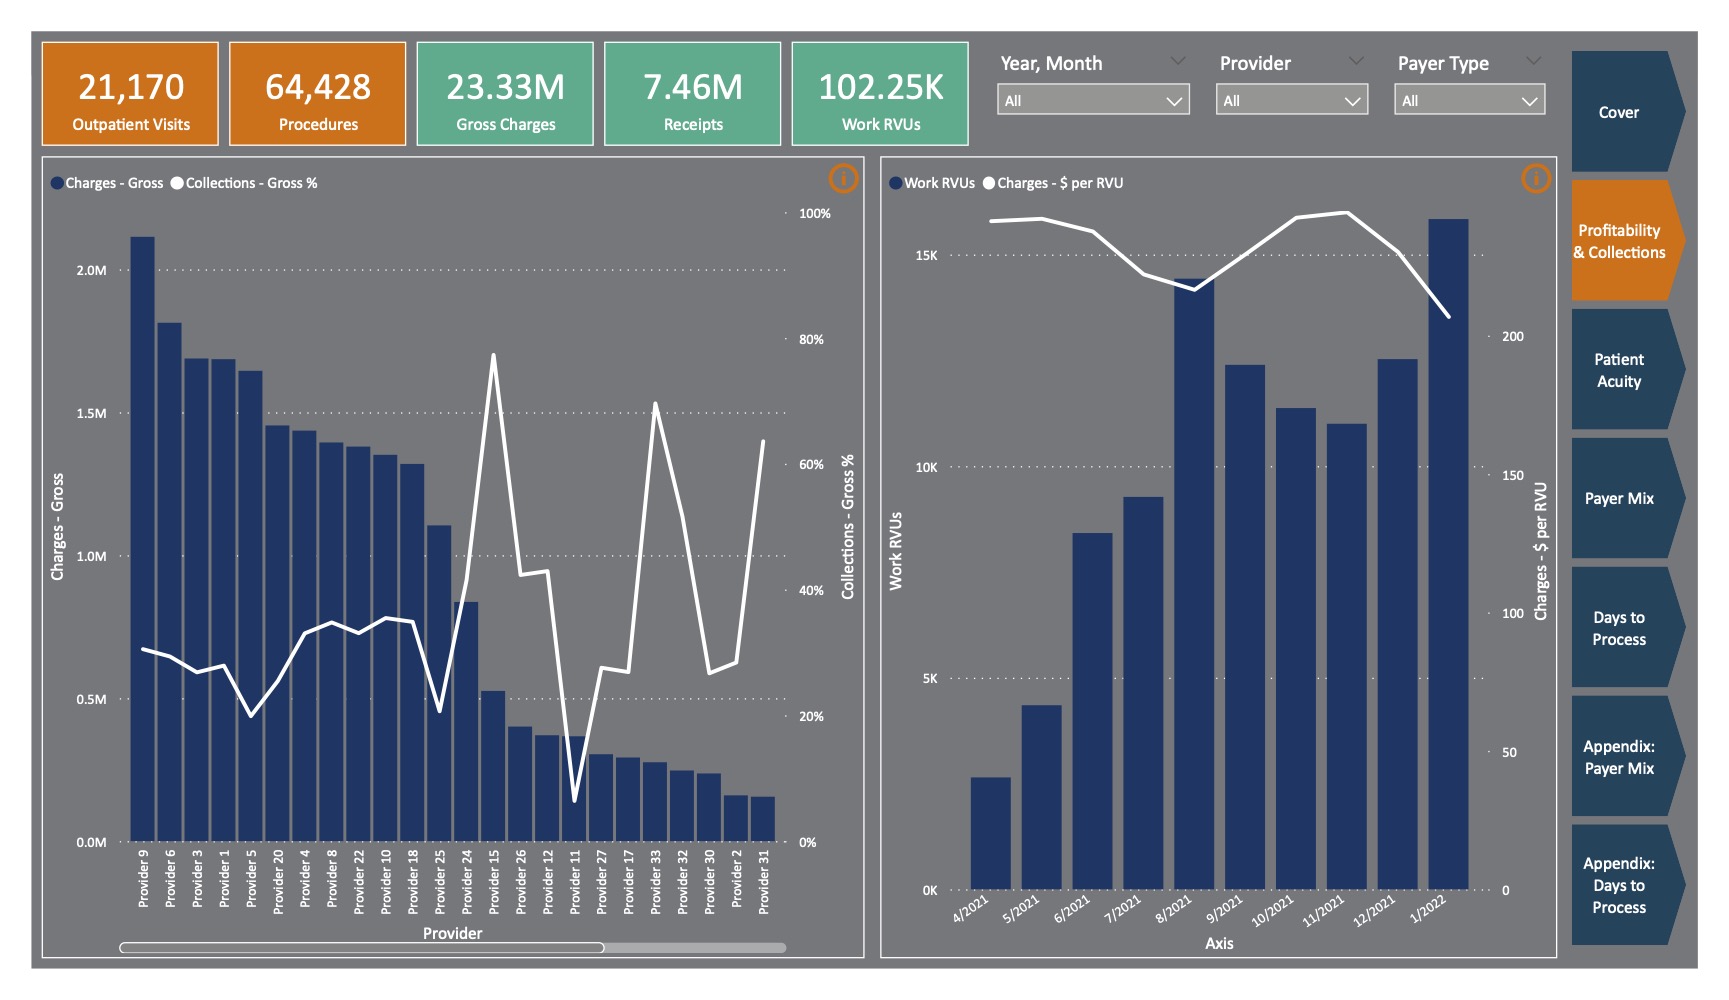 21,170
Outpatient Visits
64,428
Procedures
23.33M
Gross Charges
7.46M
Receipts
102.25K
Work RVUs
Year, Month
All
Provider
All
Payer Type
All
Cover
Profitability
& Collections
Patient
Acuity
Payer Mix
Days to
Process
Appendix:
Payer Mix
Appendix:
Days to
Process
Charges - Gross
Collections - Gross %
Charges - Gross
2.0M
1.5M
1.0M
0.5M
0.0M
100%
80%
60%
40%
20%
0%
Collections - Gross %
Provider 9
Provider 6
Provider 3
Provider 1
Provider 5
Provider 20
Provider 4
Provider 8
Provider 22
Provider 10
Provider 18
Provider 25
Provider 24
Provider 15
Provider 26
Provider 12
Provider 11
Provider 27
Provider 17
Provider 33
Provider 32
Provider 30
Provider 2
Provider 31
Provider
Work RVUs
Charges - $ per RVU
Work RVUs
15K
10K
5K
0K
200
150
100
50
0
Charges - $ per RVU
4/2021
5/2021
6/2021
7/2021
8/2021
9/2021
10/2021
11/2021
12/2021
1/2022
Axis